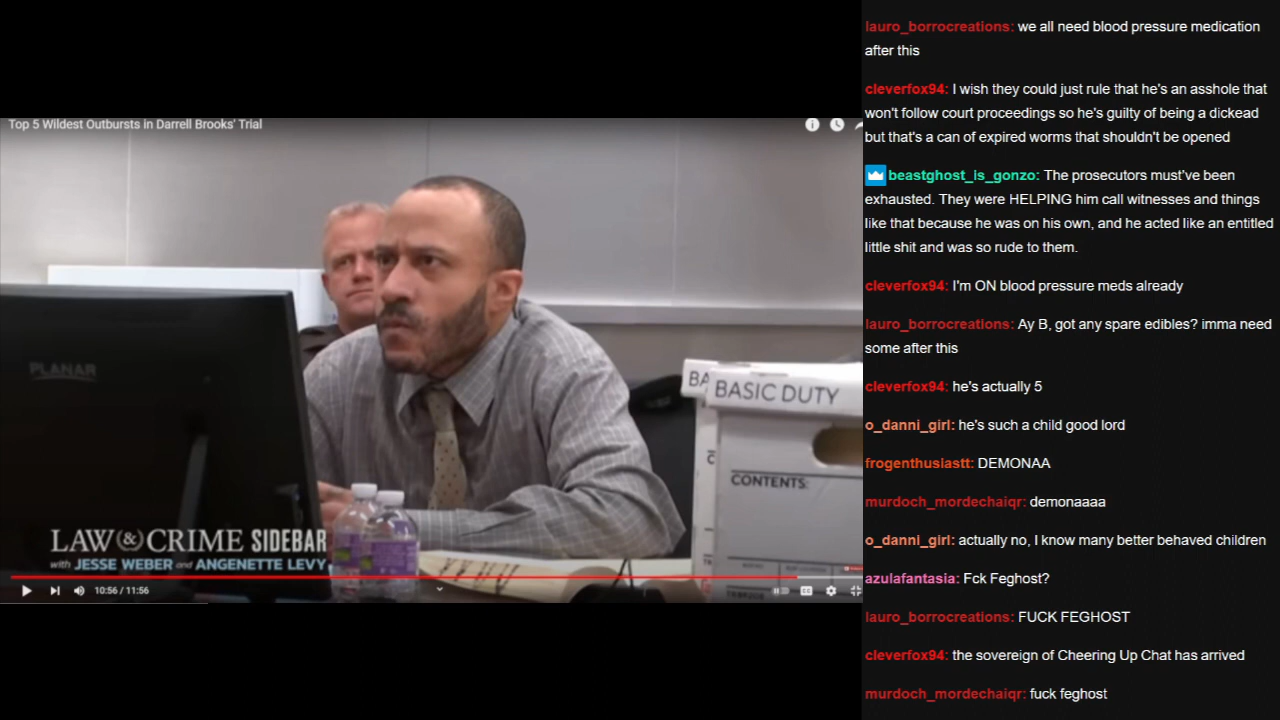 Top 5 Wildest Outbursts in Darrell Brooks' Trial
PLANAR
BA
BASIC DUTY
CONTENTS:
LAW & CRIME SIDEBAR
with JESSE WEBER and ANGENETTE LEVY
10:56 / 11:56
lauro_borrocreations: we all need blood pressure medication
after this
cleverfox94: I wish they could just rule that he's an asshole that
won't follow court proceedings so he's guilty of being a dickead
but that's a can of expired worms that shouldn't be opened
beastghost_is_gonzo: The prosecutors must've been
exhausted. They were HELPING him call witnesses and things
like that because he was on his own, and he acted like an entitled
little shit and was so rude to them.
cleverfox94: I'm ON blood pressure meds already
lauro_borrocreations: Ay B, got any spare edibles? imma need
some after this
cleverfox94: he's actually 5
o_danni_girl: he's such a child good lord
frogenthusiastt: DEMONAA
murdoch_mordechaiqr: demonaaaa
o_danni_girl: actually no, I know many better behaved children
azulafantasia: Fck Feghost?
lauro_borrocreations: FUCK FEGHOST
cleverfox94: the sovereign of Cheering Up Chat has arrived
murdoch_mordechaiqr: fuck feghost